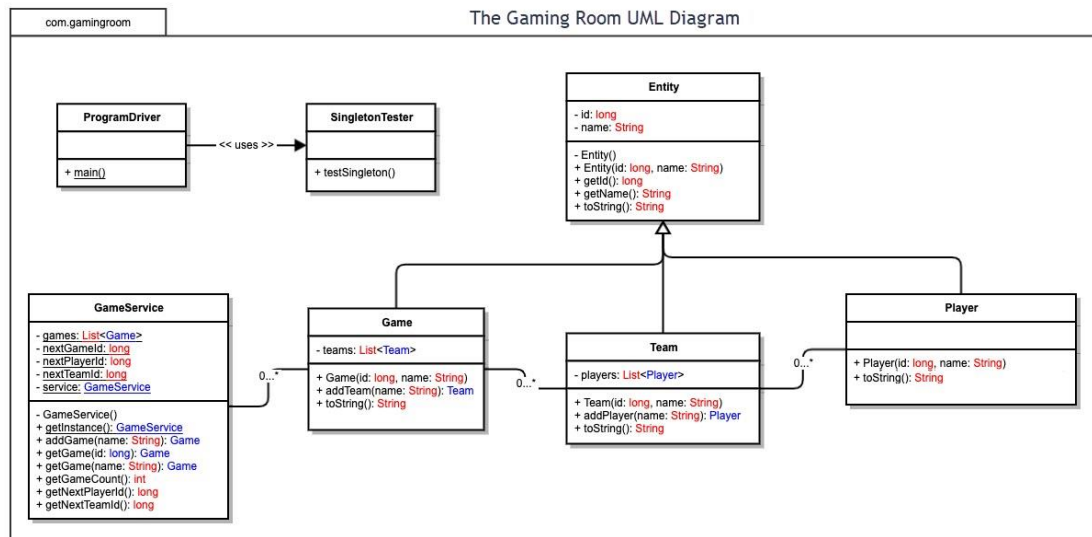 com.gamingroom
The Gaming Room UML Diagram
ProgramDriver
+ main()
<< uses >>
SingletonTester
+ testSingleton()
Entity
- id: long
- name: String
- Entity()
+ Entity(id: long, name: String)
+ getId(): long
+ getName(): String
+ toString(): String
GameService
- games: List<Game>
- nextGameId: long
- nextPlayerId: long
- nextTeamId: long
- service: GameService
- GameService()
+ getInstance(): GameService
+ addGame(name: String): Game
+ getGame(id: long): Game
+ getGame(name: String): Game
+ getGameCount(): int
+ getNextPlayerId(): long
+ getNextTeamId(): long
0...*
Game
- teams: List<Team>
+ Game(id: long, name: String)
+ addTeam(name: String): Team
+ toString(): String
0...*
Team
- players: List<Player>
+ Team(id: long, name: String)
+ addPlayer(name: String): Player
+ toString(): String
0...*
Player
+ Player(id: long, name: String)
+ toString(): String